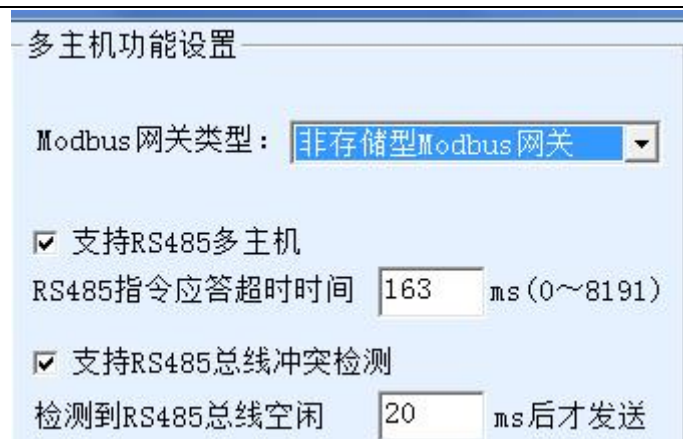 多主机功能设置
Modbus网关类型: 非存储型Modbus网关
支持RS485多主机
RS485指令应答超时时间 163 ms(0～8191)
支持RS485总线冲突检测
检测到RS485总线空闲 20 ms后才发送